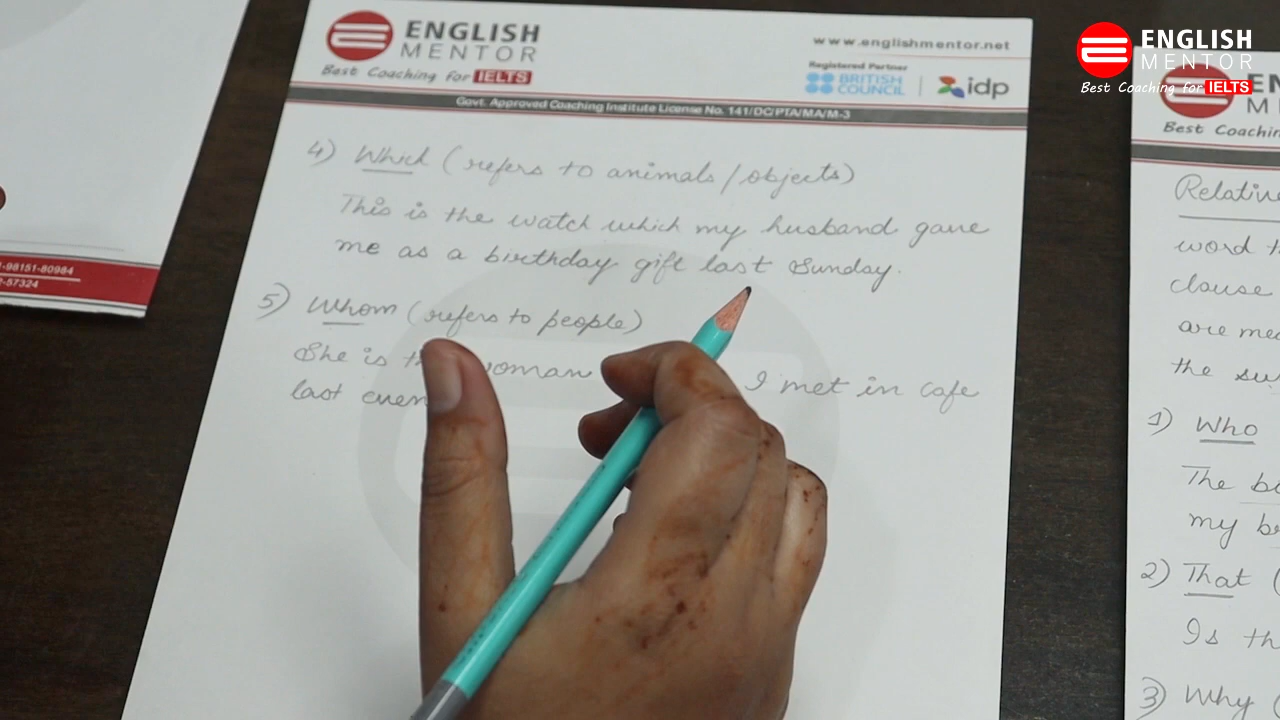 ENGLISH
MENTOR
Best Coaching for IELTS
www.englishmentor.net
Registered Partner
BRITISH
COUNCIL
idp
Govt. Approved Coaching Institute License No. 141/DC/PTA/MA/M-3
4) Which (refers to animals/objects)
This is the watch which my husband gave
me as a birthday gift last Sunday.
5) Whom (refers to people)
She is woman I met in cafe
last
-98151-80984
-57324
ENGLISH
MENTOR
Best Coaching for IELTS
Best
Relative
word
clause
are
the
1) Who
The
my
2) That (
Is
3) Why (